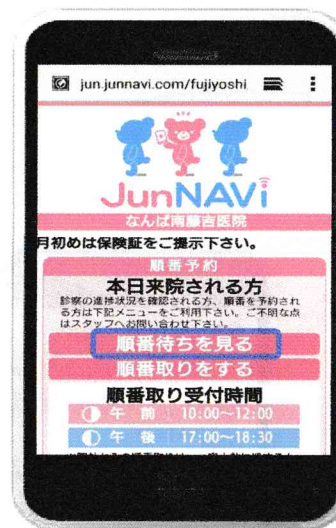 jun.junnavi.com/fujiyoshi
JunNAVi
なんば南藤吉医院
月初めは保険証をご提示下さい。
順番予約
本日来院される方
診察の進捗状況を確認される方、順番を予約され
る方は下記メニューをご利用下さい。ご不明な点
はスタッフへお問い合わせ下さい。
順番待ちを見る
順番取りをする
順番取り受付時間
午 前 10:00～12:00
午 後 17:00～18:30